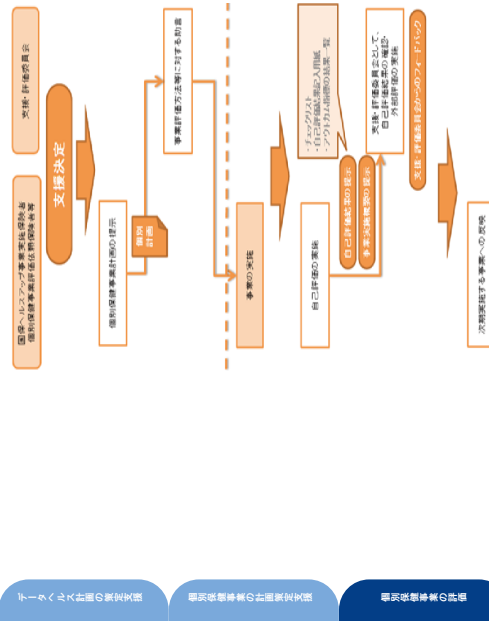 国保ヘルスアップ事業実施保険者
個別保健事業評価依頼保険者等
支援・評価委員会
支援決定
個別保健事業計画の提示
個別
計画
事業評価方法等に対する助言
事業の実施
自己評価の実施
・チェックリスト
・自己評価結果記入用紙
・アウトカム指標の結果一覧
自己評価結果の提示
事業実施概要の提示
支援・評価委員会として、
自己評価結果の確認・
外部評価の実施
支援・評価委員会からのフィードバック
次期実施する事業への反映
データヘルス計画の策定支援
個別保健事業の計画策定支援
個別保健事業の評価